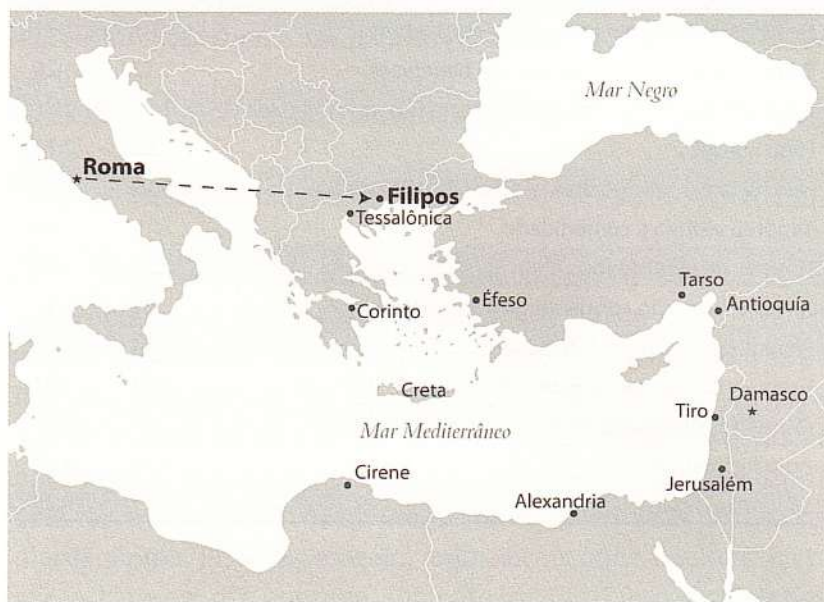 Mar Negro
Roma
Filipos
Tessalônica
Tarso
Éfeso
Antioquía
Corinto
Creta
Damasco
Tiro
Mar Mediterrâneo
Cirene
Jerusalém
Alexandria